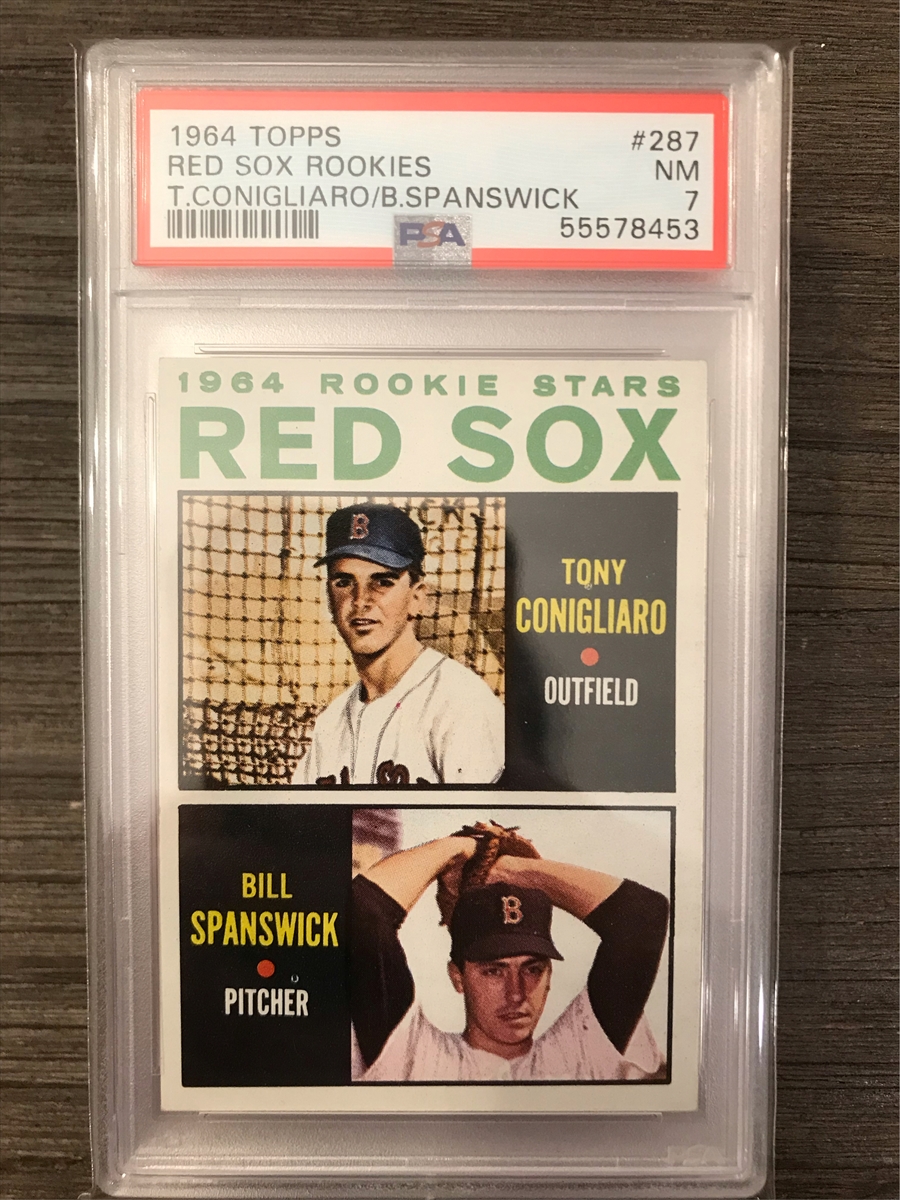 1964 TOPPS #287
RED SOX ROOKIES NM
T.CONIGLIARO/B.SPANSWICK 7
PSA 55578453
1964 ROOKIE STARS
RED SOX
B
TONY
CONIGLIARO
OUTFIELD
BILL
SPANSWICK
PITCHER
B